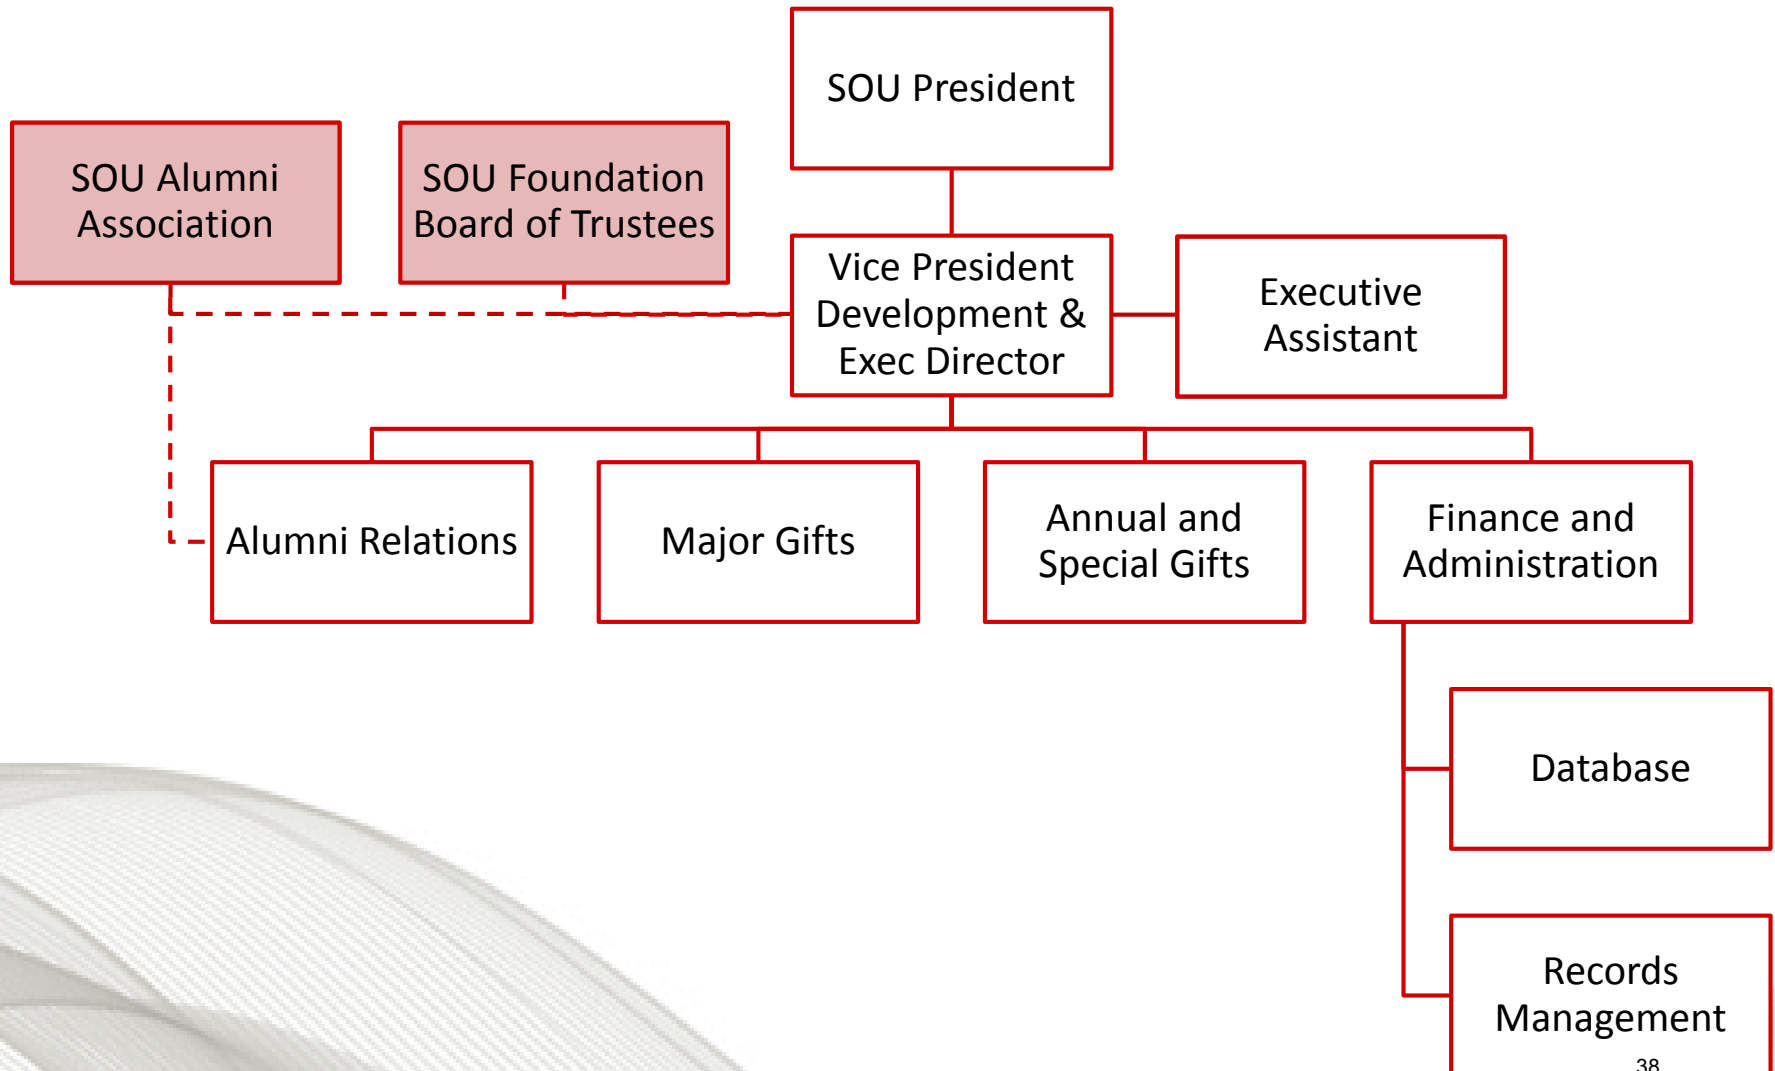 SOU President
SOU Alumni
Association
SOU Foundation
Board of Trustees
Vice President
Development &
Exec Director
Executive
Assistant
Alumni Relations
Major Gifts
Annual and
Special Gifts
Finance and
Administration
Database
Records
Management
38